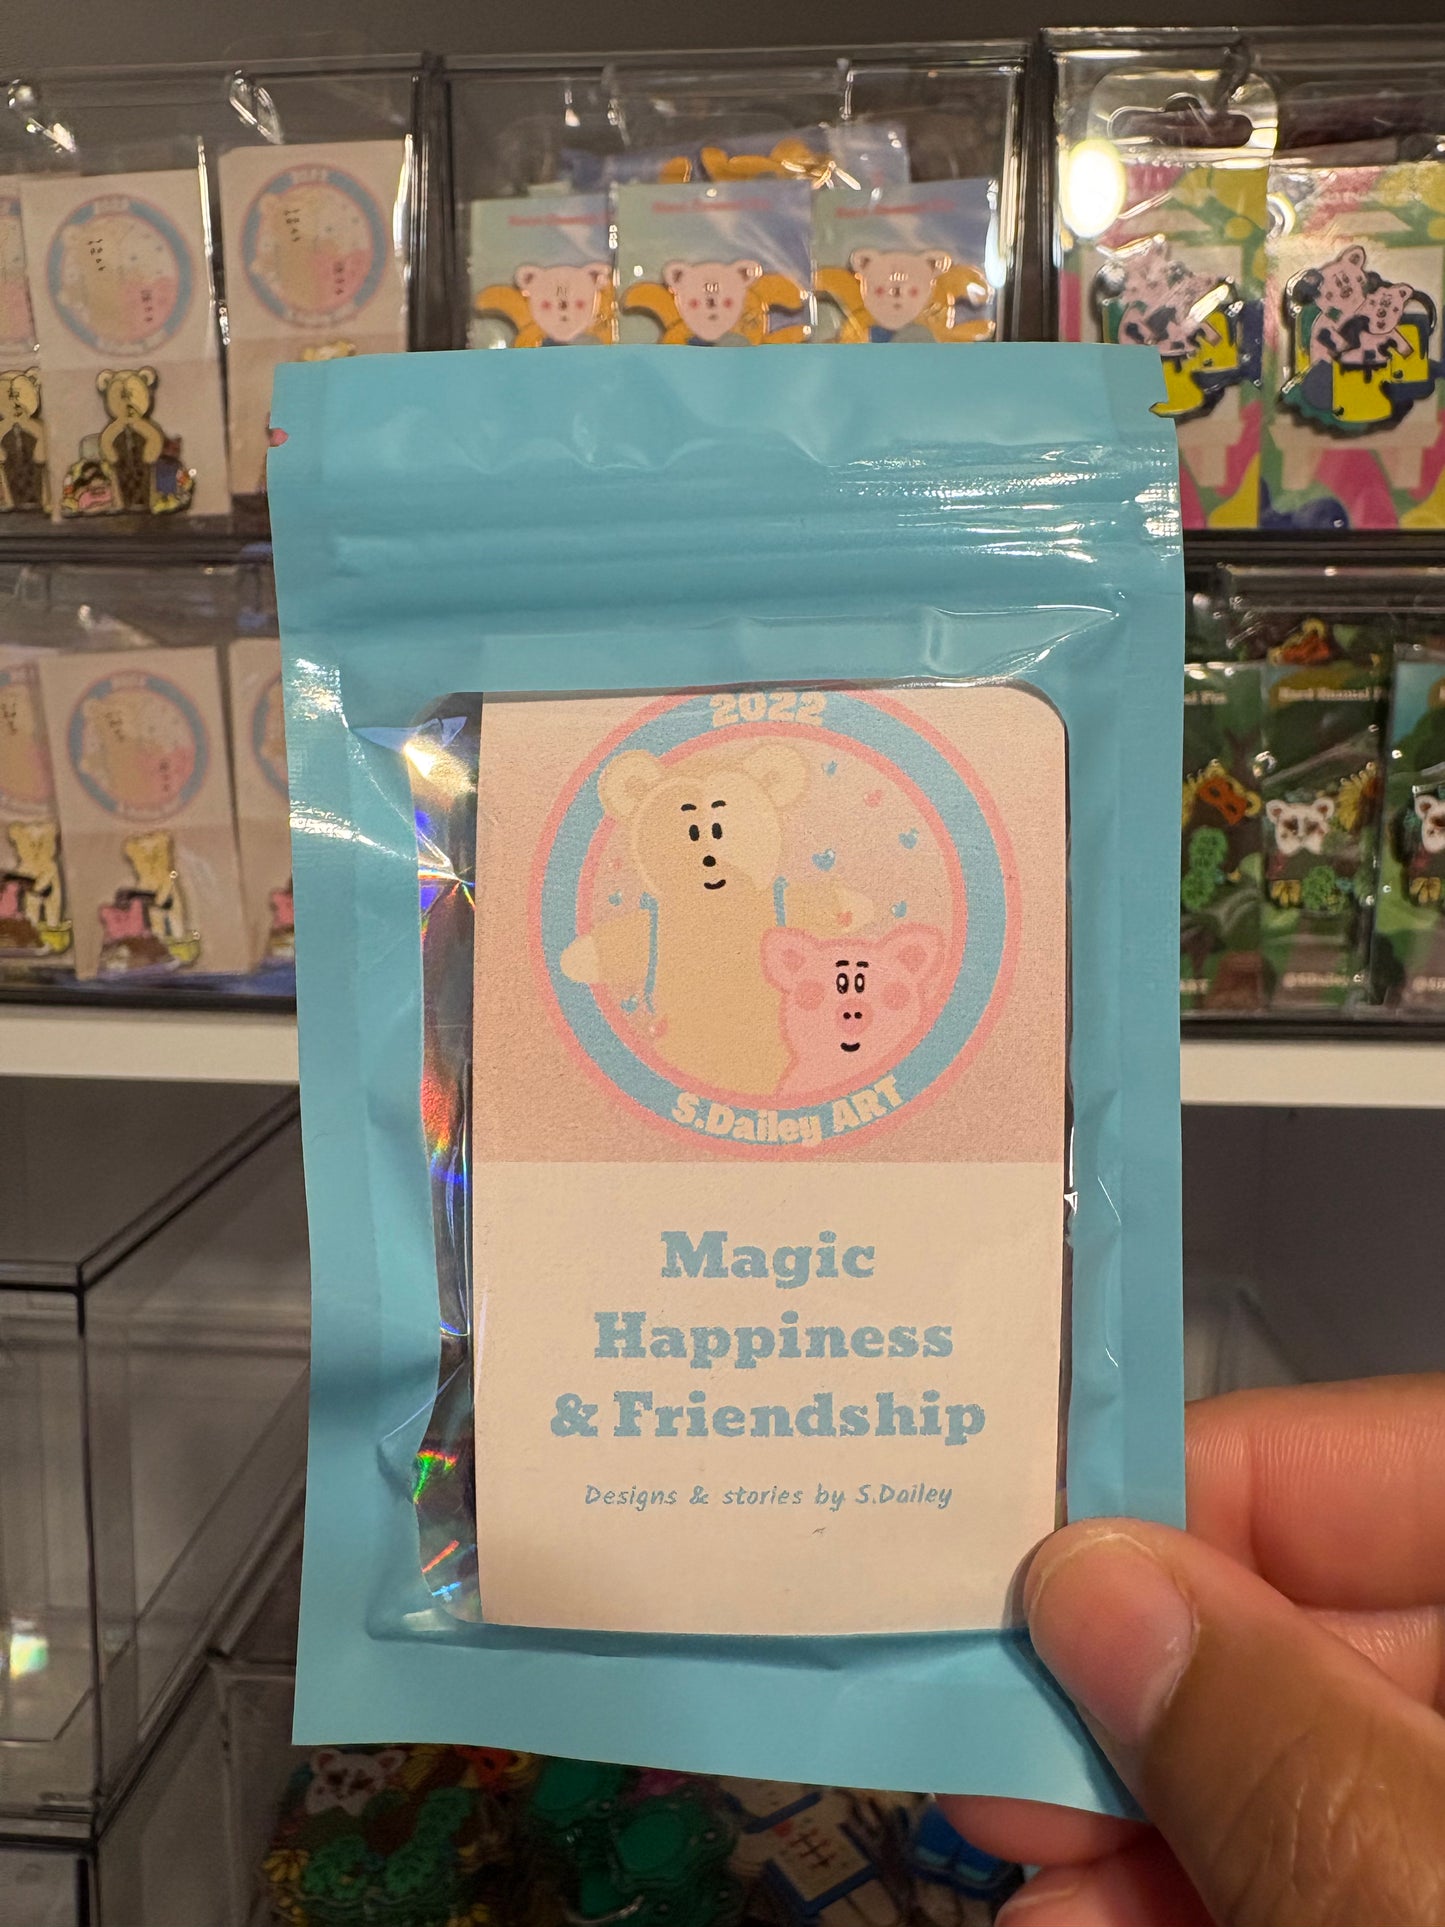 2022
S.Dailey ART
Magic
Happiness
& Friendship
Designs & stories by S.Dailey